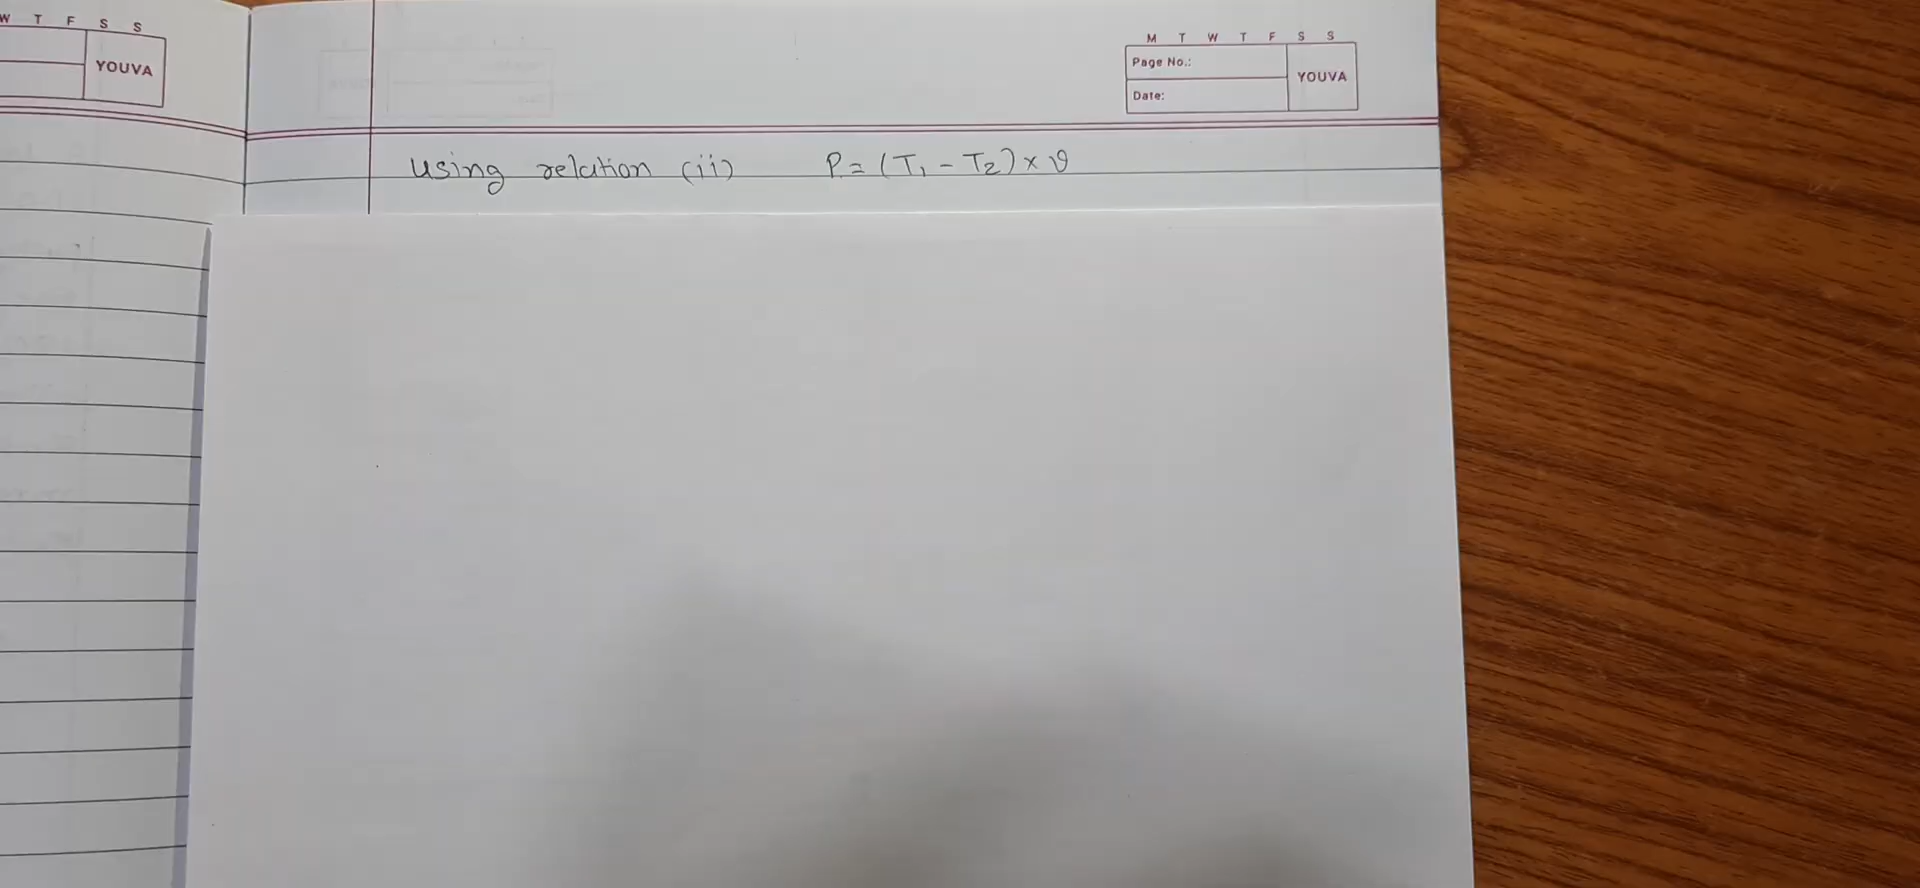 W T F S S
YOUVA
M T W T F S S
Page No.:
YOUVA
Date:
Using relation (ii) P = (T₁ - T₂) × v